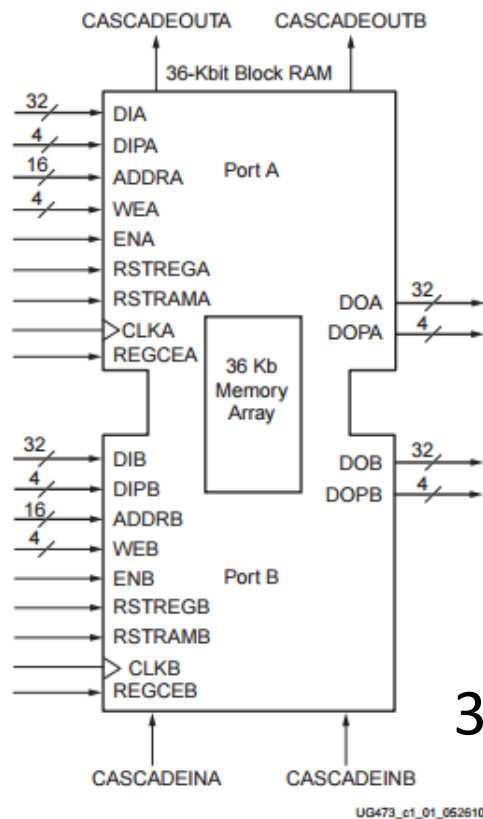 CASCADEOUTA CASCADEOUTB
36-Kbit Block RAM
32 DIA
4 DIPA
16 ADDRA Port A
4 WEA
ENA
RSTREGA
RSTRAMA DOA 32
CLKA DOPA 4
REGCEA
36 Kb
Memory
Array
32 DIB DOB 32
4 DIPB DOPB 4
16 ADDRB
4 WEB
ENB Port B
RSTREGB
RSTRAMB
CLKB
REGCEB
3
CASCADEINA CASCADEINB
UG473_c1_01_052610